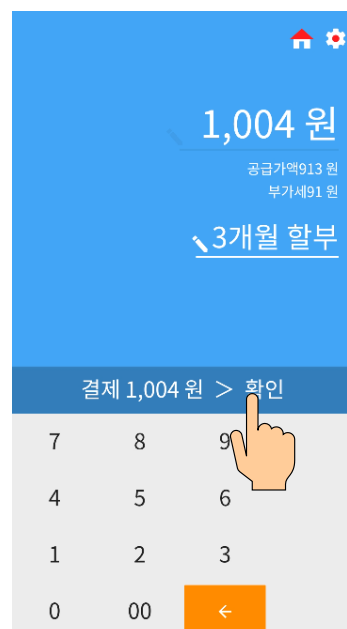 1,004 원
공급가액913 원
부가세91 원
3개월 할부
결제 1,004 원 > 확인
7 8 9
4 5 6
1 2 3
0 00 ←